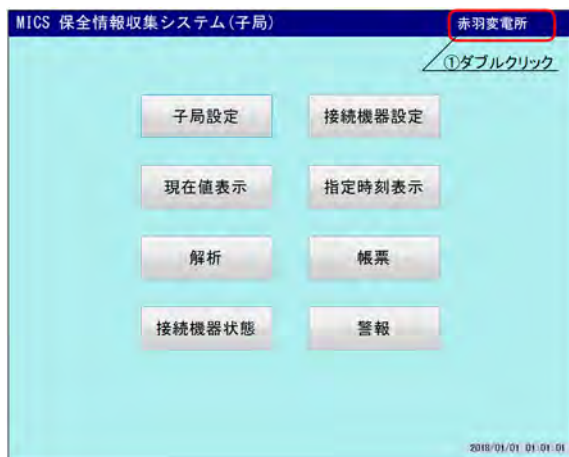 MICS 保全情報収集システム(子局) 赤羽変電所
①ダブルクリック
子局設定 接続機器設定
現在値表示 指定時刻表示
解析 帳票
接続機器状態 警報
2018/01/01 01:01:01